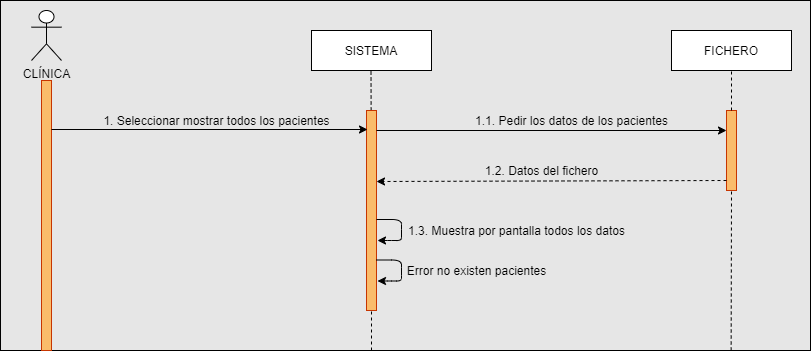 SISTEMA
FICHERO
CLÍNICA
1. Seleccionar mostrar todos los pacientes
1.1. Pedir los datos de los pacientes
1.2. Datos del fichero
1.3. Muestra por pantalla todos los datos
Error no existen pacientes